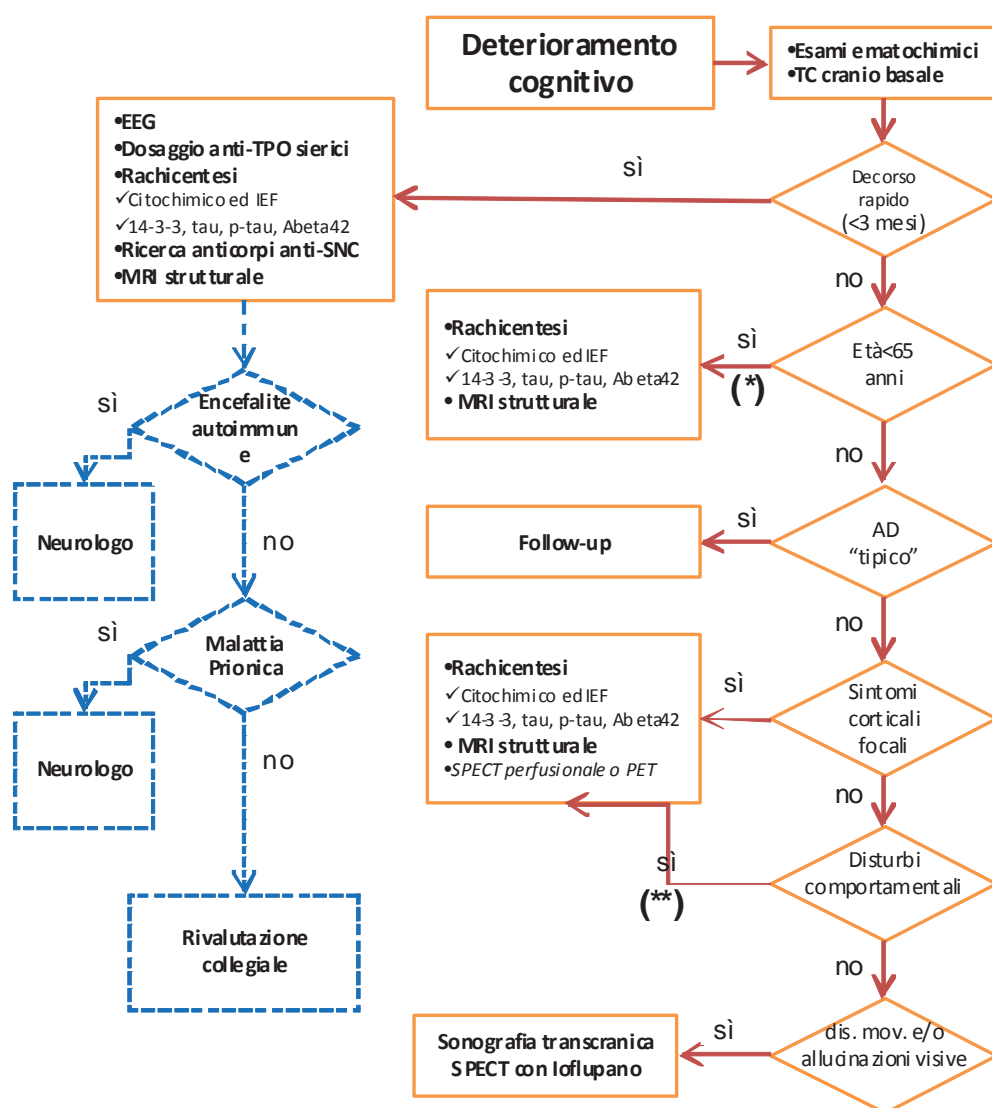 Deterioramento
cognitivo
•Esami ematochimici
•TC cranio basale
•EEG
•Dosaggio anti-TPO sierici
•Rachicentesi
✓Citochimico ed IEF
✓14-3-3, tau, p-tau, Abeta42
•Ricerca anticorpi anti-SNC
•MRI strutturale
sì
Decorso
rapido
(<3 mesi)
no
•Rachicentesi
✓Citochimico ed IEF
✓14-3-3, tau, p-tau, Abeta42
• MRI strutturale
sì
(*)
Età<65
anni
no
sì
Encefalite
autoimmun
e
Neurologo
no
Follow-up
sì
AD
“tipico”
no
sì
Malattia
Prionica
Neurologo
no
•Rachicentesi
✓Citochimico ed IEF
✓14-3-3, tau, p-tau, Abeta42
• MRI strutturale
•SPECT perfusionale o PET
sì
Sintomi
corticali
focali
no
sì
(**)
Disturbi
comportamentali
no
Rivalutazione
collegiale
Sonografia transcranica
SPECT con Ioflupano
sì
dis. mov. e/o
allucinazioni visive